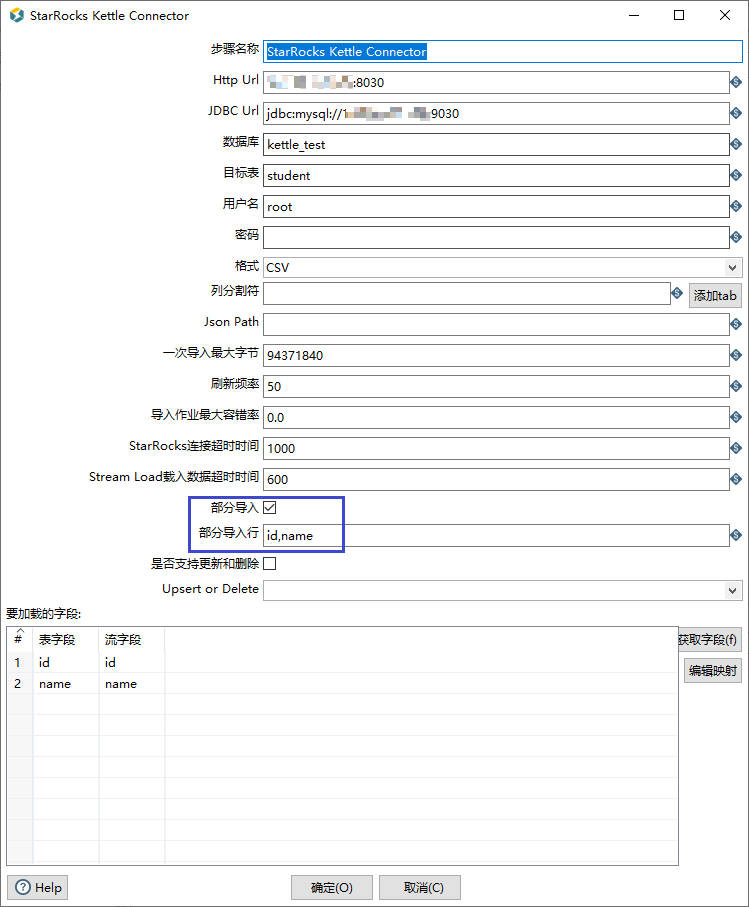 StarRocks Kettle Connector
步骤名称 StarRocks Kettle Connector
Http Url :8030
JDBC Url jdbc:mysql://1 9030
数据库 kettle_test
目标表 student
用户名 root
密码
格式 CSV
列分割符 添加tab
Json Path
一次导入最大字节 94371840
刷新频率 50
导入作业最大容错率 0.0
StarRocks连接超时时间 1000
Stream Load载入数据超时时间 600
部分导入
部分导入行 id,name
是否支持更新和删除
Upsert or Delete
要加载的字段:
# 表字段 流字段 获取字段(f)
1 id id
编辑映射
2 name name
Help 确定(O) 取消(C)